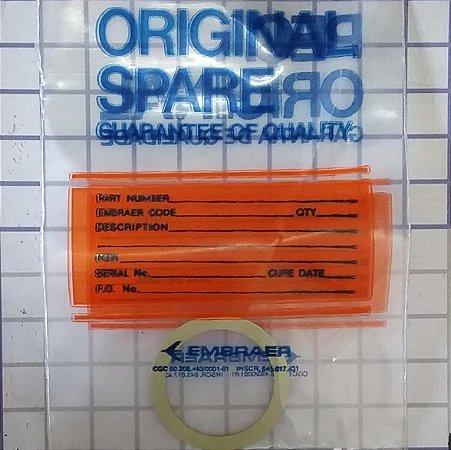 ORIGINAL
SPARE
GUARANTEE OF QUALITY
PART NUMBER
EMBRAER CODE QTY
DESCRIPTION
SERIAL No. CURE DATE
P.O. No.
EMBRAER